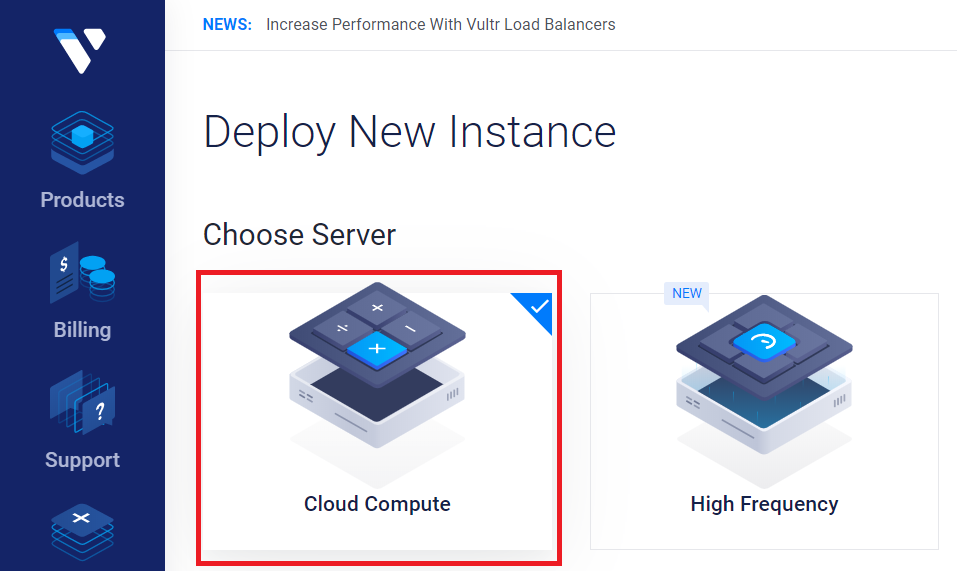 NEWS: Increase Performance With Vultr Load Balancers
Products
Billing
Support
Deploy New Instance
Choose Server
Cloud Compute
NEW
High Frequency